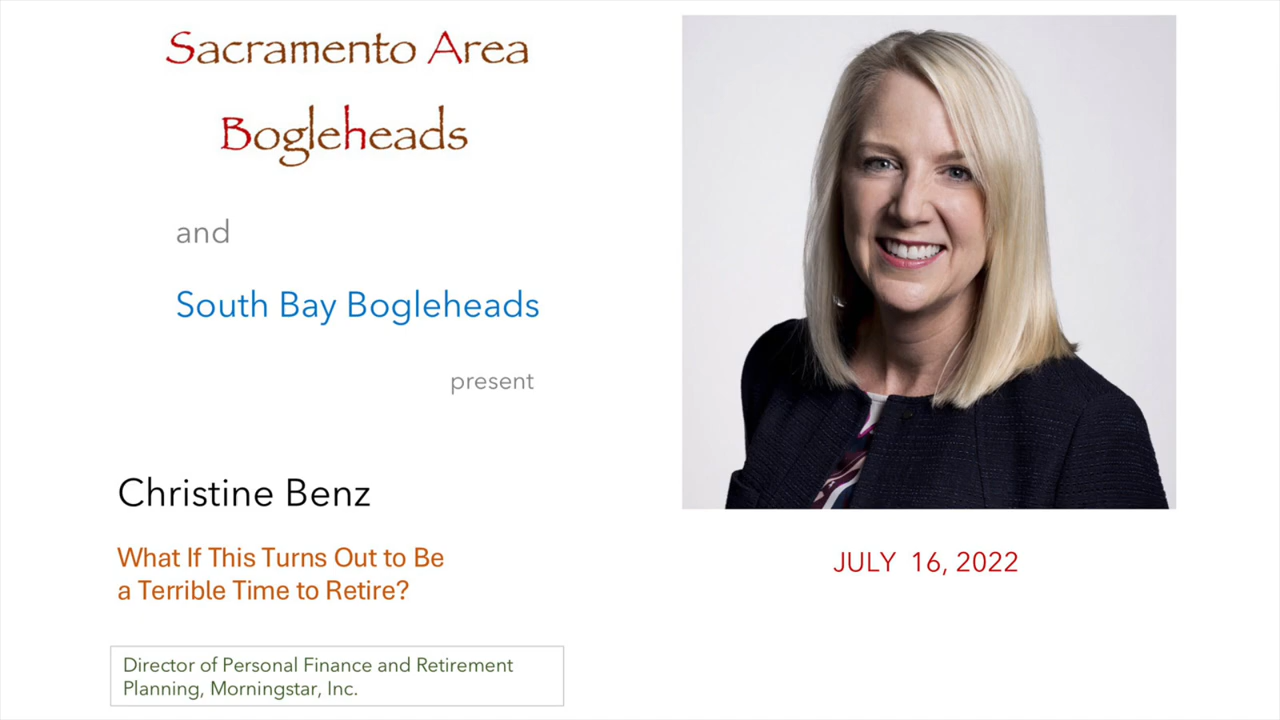 Sacramento Area
Bogleheads
and
South Bay Bogleheads
present
Christine Benz
What If This Turns Out to Be
a Terrible Time to Retire?
Director of Personal Finance and Retirement
Planning, Morningstar, Inc.
JULY 16, 2022